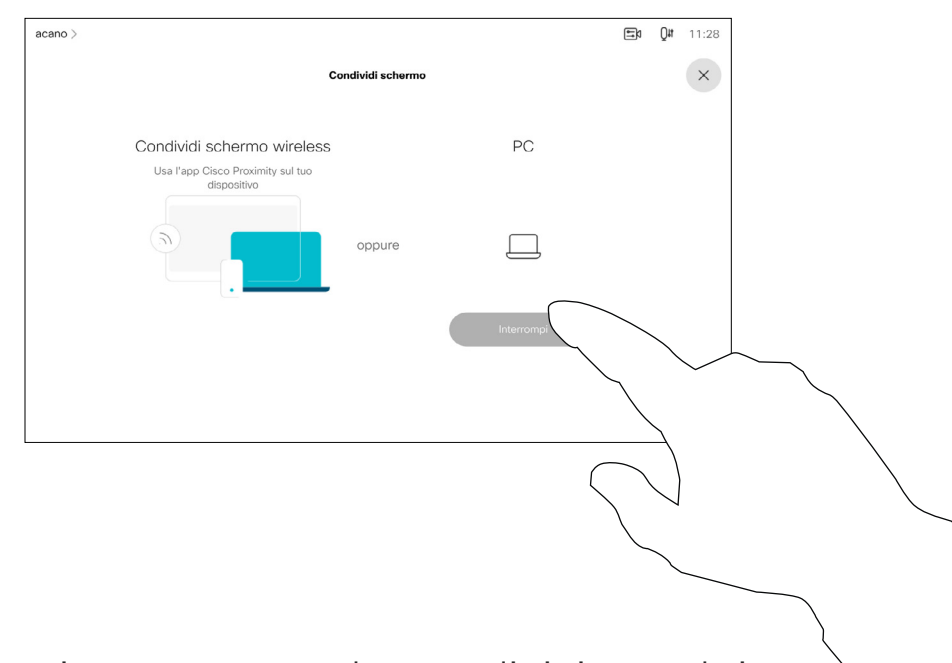 acano >
11:28
Condividi schermo
Condividi schermo wireless
Usa l'app Cisco Proximity sul tuo
dispositivo
oppure
PC
Interrompi